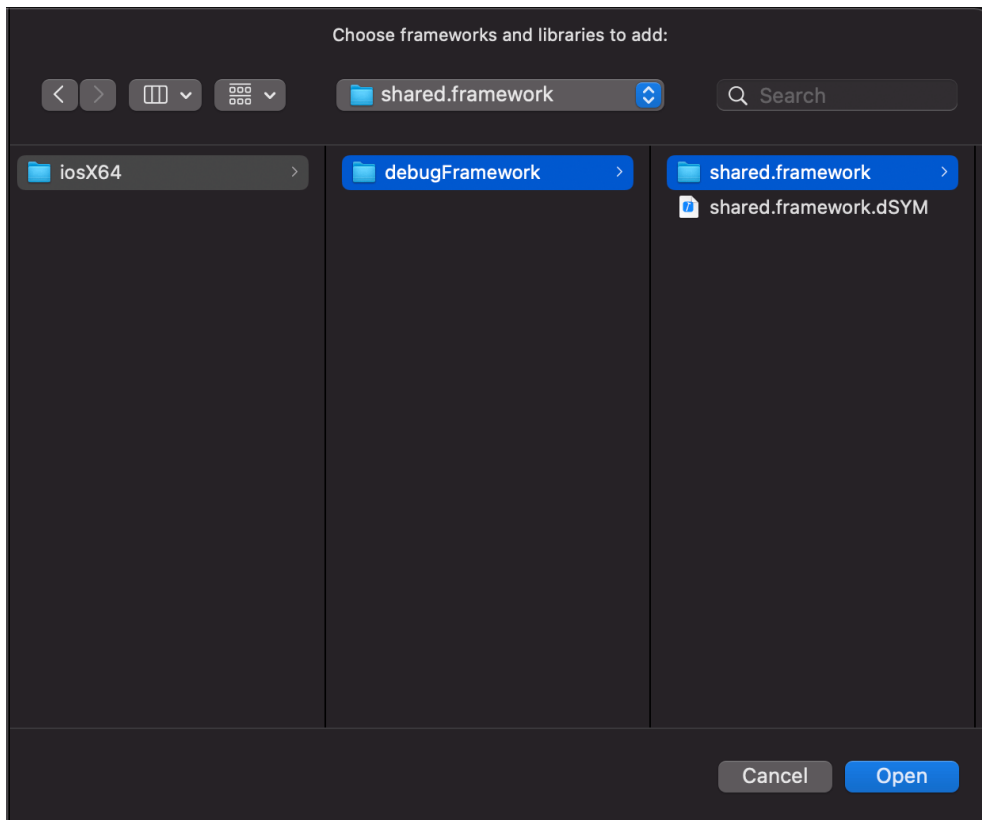 Choose frameworks and libraries to add:
shared.framework
Search
iosX64
debugFramework
shared.framework
shared.framework.dSYM
Cancel
Open